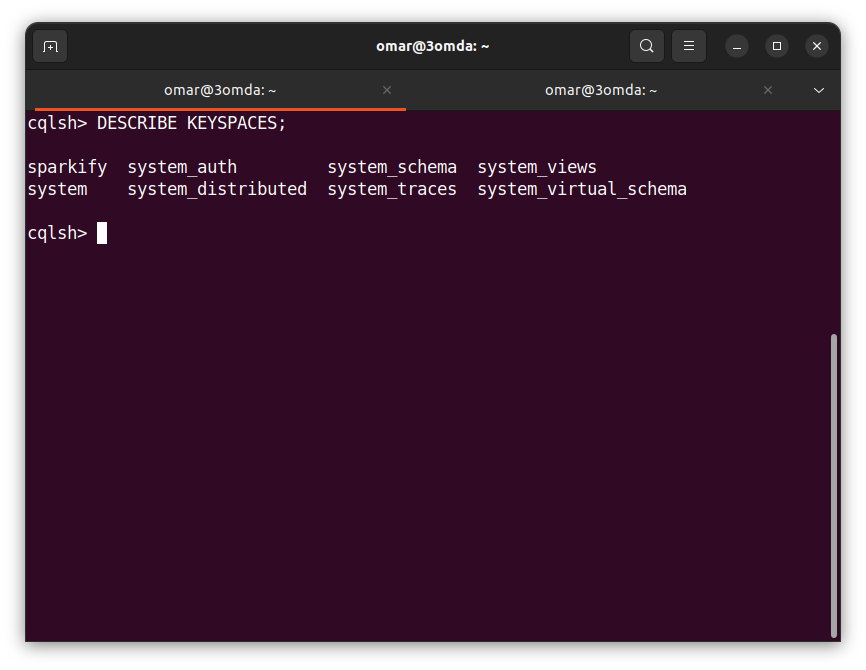 omar@3omda: ~
omar@3omda: ~ omar@3omda: ~
cqlsh> DESCRIBE KEYSPACES;
sparkify  system_auth         system_schema  system_views
system    system_distributed  system_traces  system_virtual_schema
cqlsh>